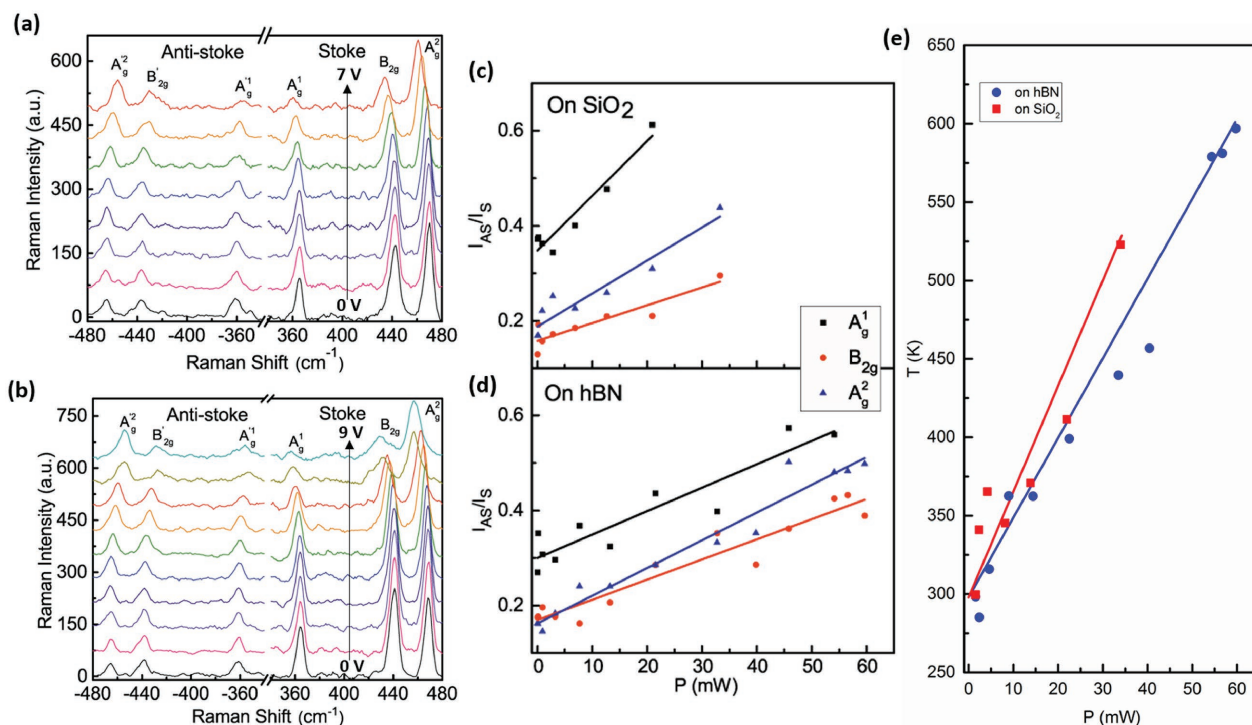 (a)
Anti-stoke
Stoke
A'²g
B'2g
A'¹g
A¹g
7 V
B2g
A²g
600
450
300
150
0
0 V
-480 -440 -400 -360 360 400 440 480
Raman Intensity (a.u.)
Raman Shift (cm⁻¹)
(b)
Anti-stoke
Stoke
A'²g
B'2g
A'¹g
A¹g
9 V
B2g
A²g
750
600
450
300
150
0
0 V
-480 -440 -400 -360 360 400 440 480
Raman Intensity (a.u.)
Raman Shift (cm⁻¹)
(c)
On SiO₂
0.6
0.4
0.2
IAS/IS
A¹g
B2g
A²g
(d)
On hBN
0.6
0.4
0.2
IAS/IS
0 10 20 30 40 50 60
P (mW)
(e)
650
600
550
500
450
400
350
300
250
on hBN
on SiO₂
T (K)
0 10 20 30 40 50 60
P (mW)